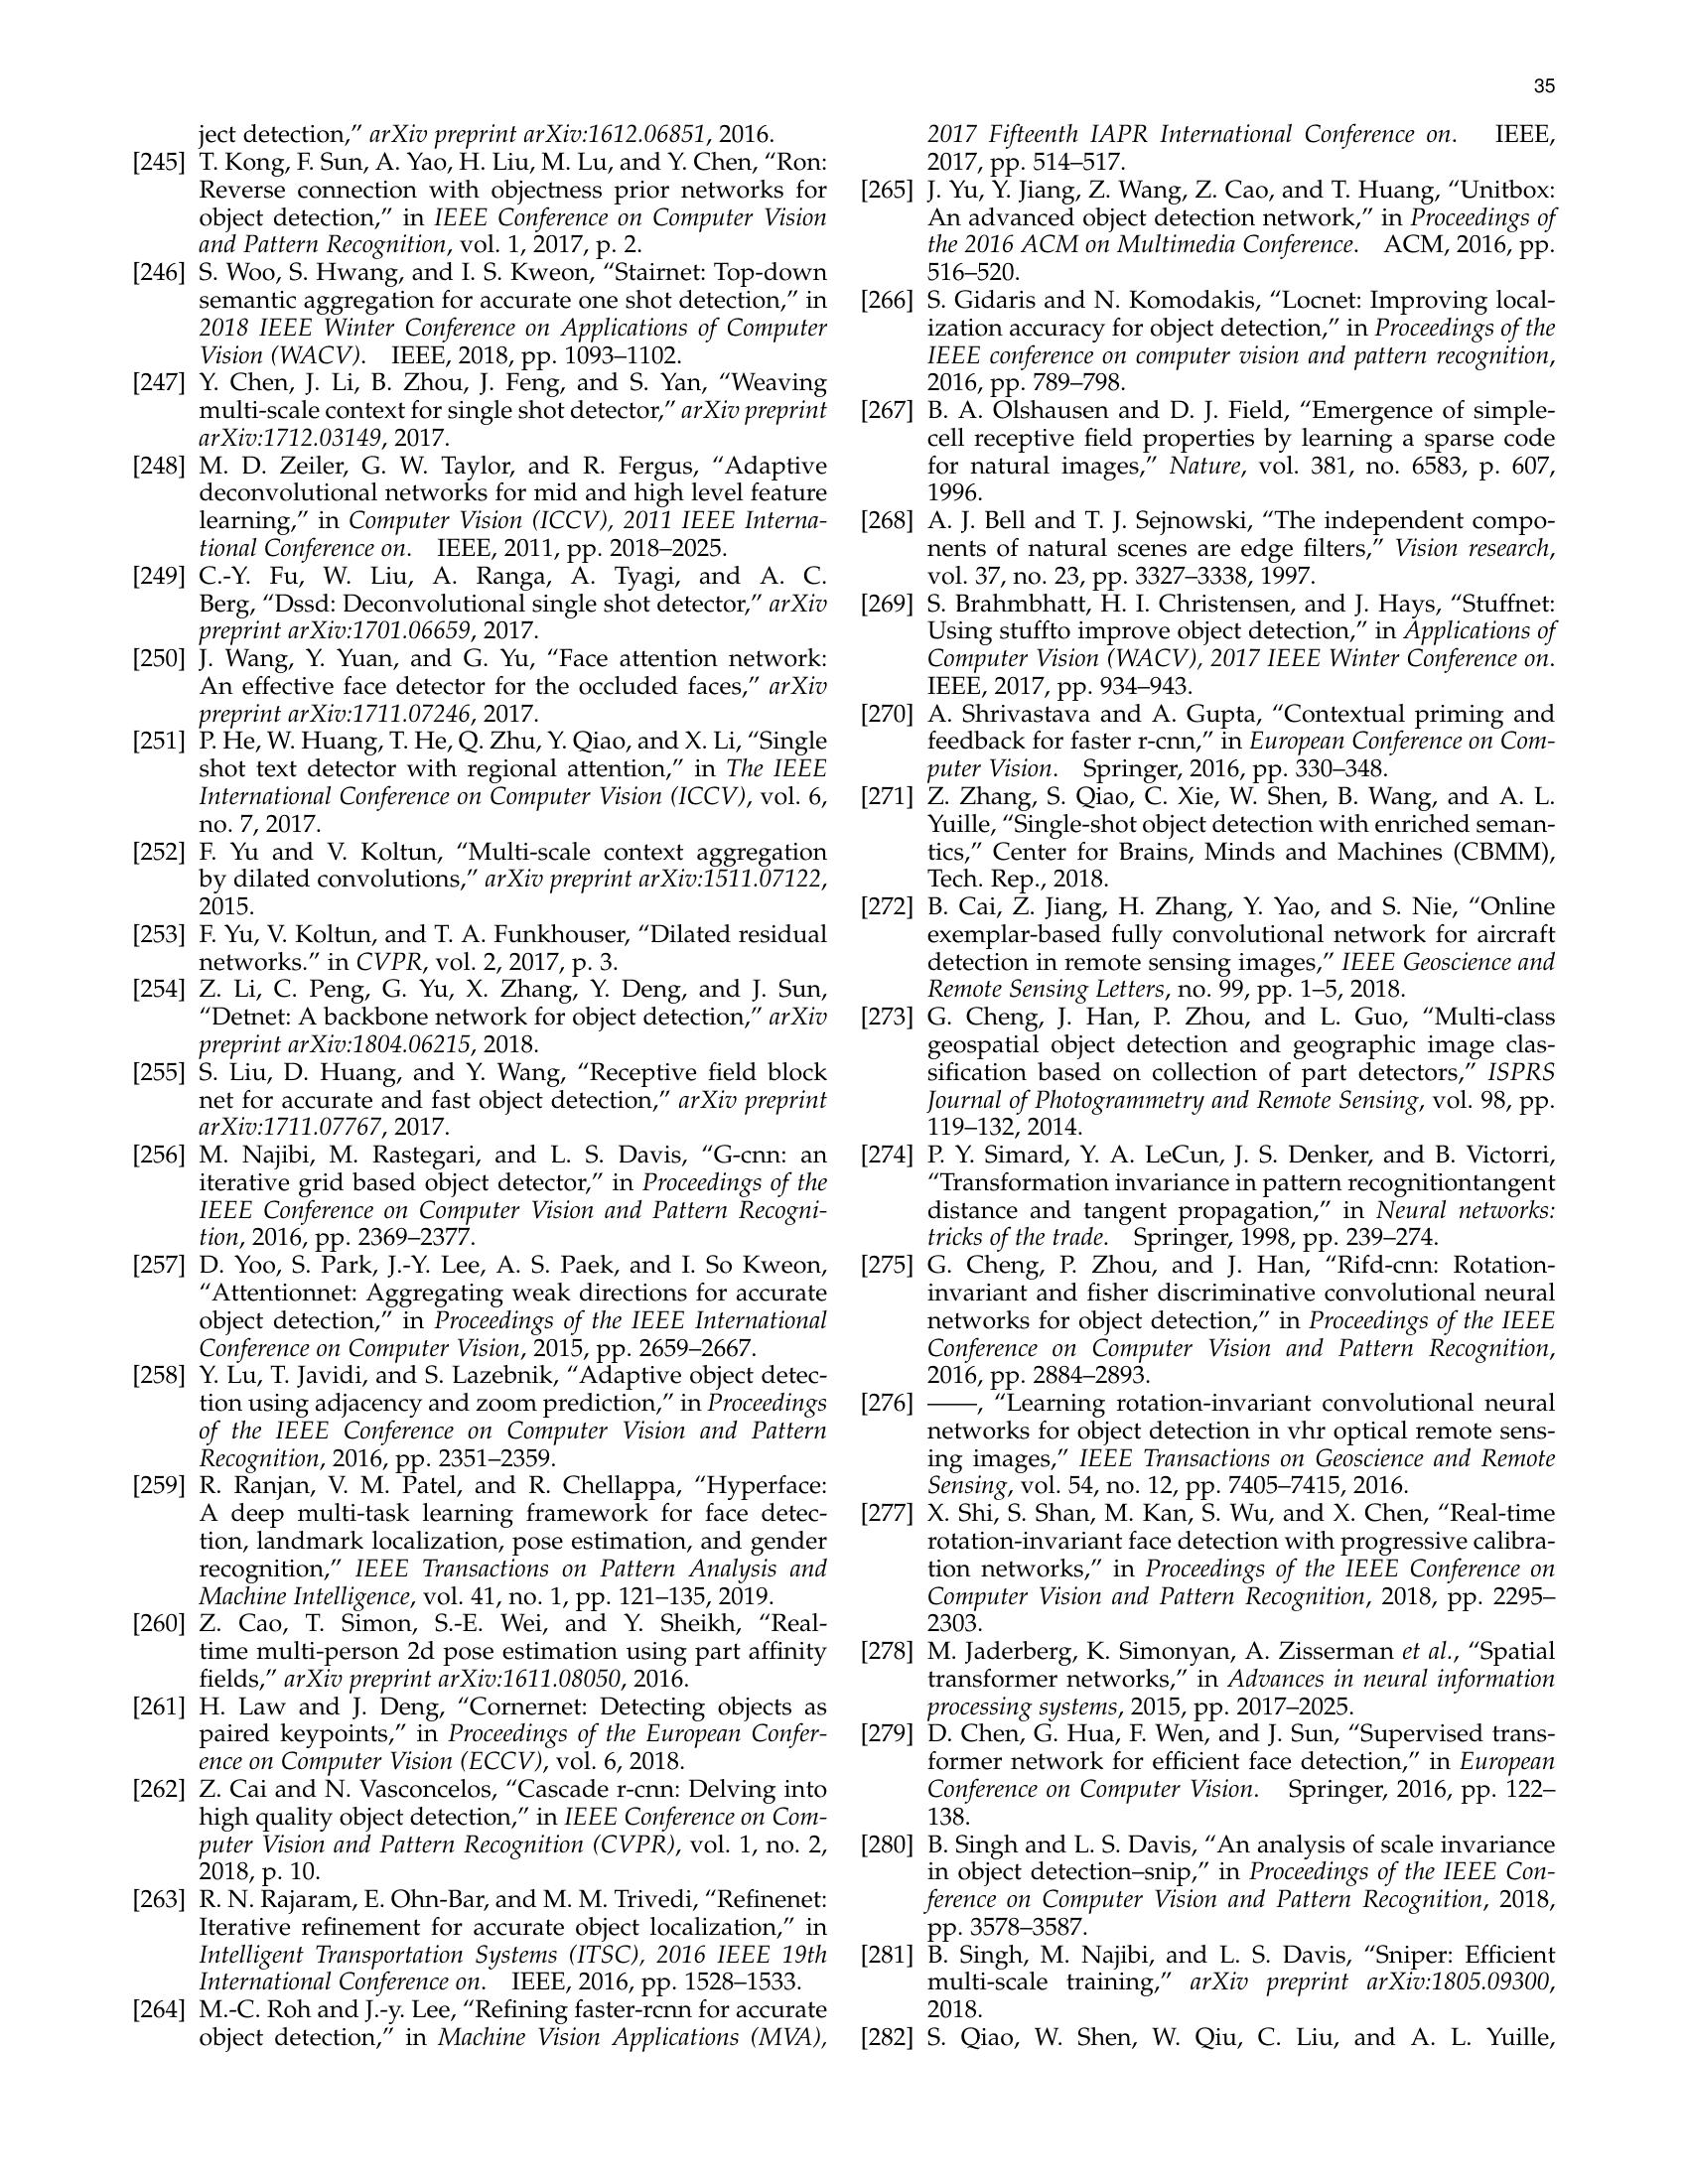 35
ject detection,” arXiv preprint arXiv:1612.06851, 2016.
[245] T. Kong, F. Sun, A. Yao, H. Liu, M. Lu, and Y. Chen, “Ron:
Reverse connection with objectness prior networks for
object detection,” in IEEE Conference on Computer Vision
and Pattern Recognition, vol. 1, 2017, p. 2.
[246] S. Woo, S. Hwang, and I. S. Kweon, “Stairnet: Top-down
semantic aggregation for accurate one shot detection,” in
2018 IEEE Winter Conference on Applications of Computer
Vision (WACV). IEEE, 2018, pp. 1093–1102.
[247] Y. Chen, J. Li, B. Zhou, J. Feng, and S. Yan, “Weaving
multi-scale context for single shot detector,” arXiv preprint
arXiv:1712.03149, 2017.
[248] M. D. Zeiler, G. W. Taylor, and R. Fergus, “Adaptive
deconvolutional networks for mid and high level feature
learning,” in Computer Vision (ICCV), 2011 IEEE Interna-
tional Conference on. IEEE, 2011, pp. 2018–2025.
[249] C.-Y. Fu, W. Liu, A. Ranga, A. Tyagi, and A. C.
Berg, “Dssd: Deconvolutional single shot detector,” arXiv
preprint arXiv:1701.06659, 2017.
[250] J. Wang, Y. Yuan, and G. Yu, “Face attention network:
An effective face detector for the occluded faces,” arXiv
preprint arXiv:1711.07246, 2017.
[251] P. He, W. Huang, T. He, Q. Zhu, Y. Qiao, and X. Li, “Single
shot text detector with regional attention,” in The IEEE
International Conference on Computer Vision (ICCV), vol. 6,
no. 7, 2017.
[252] F. Yu and V. Koltun, “Multi-scale context aggregation
by dilated convolutions,” arXiv preprint arXiv:1511.07122,
2015.
[253] F. Yu, V. Koltun, and T. A. Funkhouser, “Dilated residual
networks.” in CVPR, vol. 2, 2017, p. 3.
[254] Z. Li, C. Peng, G. Yu, X. Zhang, Y. Deng, and J. Sun,
“Detnet: A backbone network for object detection,” arXiv
preprint arXiv:1804.06215, 2018.
[255] S. Liu, D. Huang, and Y. Wang, “Receptive field block
net for accurate and fast object detection,” arXiv preprint
arXiv:1711.07767, 2017.
[256] M. Najibi, M. Rastegari, and L. S. Davis, “G-cnn: an
iterative grid based object detector,” in Proceedings of the
IEEE Conference on Computer Vision and Pattern Recogni-
tion, 2016, pp. 2369–2377.
[257] D. Yoo, S. Park, J.-Y. Lee, A. S. Paek, and I. So Kweon,
“Attentionnet: Aggregating weak directions for accurate
object detection,” in Proceedings of the IEEE International
Conference on Computer Vision, 2015, pp. 2659–2667.
[258] Y. Lu, T. Javidi, and S. Lazebnik, “Adaptive object detec-
tion using adjacency and zoom prediction,” in Proceedings
of the IEEE Conference on Computer Vision and Pattern
Recognition, 2016, pp. 2351–2359.
[259] R. Ranjan, V. M. Patel, and R. Chellappa, “Hyperface:
A deep multi-task learning framework for face detec-
tion, landmark localization, pose estimation, and gender
recognition,” IEEE Transactions on Pattern Analysis and
Machine Intelligence, vol. 41, no. 1, pp. 121–135, 2019.
[260] Z. Cao, T. Simon, S.-E. Wei, and Y. Sheikh, “Real-
time multi-person 2d pose estimation using part affinity
fields,” arXiv preprint arXiv:1611.08050, 2016.
[261] H. Law and J. Deng, “Cornernet: Detecting objects as
paired keypoints,” in Proceedings of the European Confer-
ence on Computer Vision (ECCV), vol. 6, 2018.
[262] Z. Cai and N. Vasconcelos, “Cascade r-cnn: Delving into
high quality object detection,” in IEEE Conference on Com-
puter Vision and Pattern Recognition (CVPR), vol. 1, no. 2,
2018, p. 10.
[263] R. N. Rajaram, E. Ohn-Bar, and M. M. Trivedi, “Refinenet:
Iterative refinement for accurate object localization,” in
Intelligent Transportation Systems (ITSC), 2016 IEEE 19th
International Conference on. IEEE, 2016, pp. 1528–1533.
[264] M.-C. Roh and J.-y. Lee, “Refining faster-rcnn for accurate
object detection,” in Machine Vision Applications (MVA),
2017 Fifteenth IAPR International Conference on. IEEE,
2017, pp. 514–517.
[265] J. Yu, Y. Jiang, Z. Wang, Z. Cao, and T. Huang, “Unitbox:
An advanced object detection network,” in Proceedings of
the 2016 ACM on Multimedia Conference. ACM, 2016, pp.
516–520.
[266] S. Gidaris and N. Komodakis, “Locnet: Improving local-
ization accuracy for object detection,” in Proceedings of the
IEEE conference on computer vision and pattern recognition,
2016, pp. 789–798.
[267] B. A. Olshausen and D. J. Field, “Emergence of simple-
cell receptive field properties by learning a sparse code
for natural images,” Nature, vol. 381, no. 6583, p. 607,
1996.
[268] A. J. Bell and T. J. Sejnowski, “The independent compo-
nents of natural scenes are edge filters,” Vision research,
vol. 37, no. 23, pp. 3327–3338, 1997.
[269] S. Brahmbhatt, H. I. Christensen, and J. Hays, “Stuffnet:
Using stuffto improve object detection,” in Applications of
Computer Vision (WACV), 2017 IEEE Winter Conference on.
IEEE, 2017, pp. 934–943.
[270] A. Shrivastava and A. Gupta, “Contextual priming and
feedback for faster r-cnn,” in European Conference on Com-
puter Vision. Springer, 2016, pp. 330–348.
[271] Z. Zhang, S. Qiao, C. Xie, W. Shen, B. Wang, and A. L.
Yuille, “Single-shot object detection with enriched seman-
tics,” Center for Brains, Minds and Machines (CBMM),
Tech. Rep., 2018.
[272] B. Cai, Z. Jiang, H. Zhang, Y. Yao, and S. Nie, “Online
exemplar-based fully convolutional network for aircraft
detection in remote sensing images,” IEEE Geoscience and
Remote Sensing Letters, no. 99, pp. 1–5, 2018.
[273] G. Cheng, J. Han, P. Zhou, and L. Guo, “Multi-class
geospatial object detection and geographic image clas-
sification based on collection of part detectors,” ISPRS
Journal of Photogrammetry and Remote Sensing, vol. 98, pp.
119–132, 2014.
[274] P. Y. Simard, Y. A. LeCun, J. S. Denker, and B. Victorri,
“Transformation invariance in pattern recognitiontangent
distance and tangent propagation,” in Neural networks:
tricks of the trade. Springer, 1998, pp. 239–274.
[275] G. Cheng, P. Zhou, and J. Han, “Rifd-cnn: Rotation-
invariant and fisher discriminative convolutional neural
networks for object detection,” in Proceedings of the IEEE
Conference on Computer Vision and Pattern Recognition,
2016, pp. 2884–2893.
[276] ——, “Learning rotation-invariant convolutional neural
networks for object detection in vhr optical remote sens-
ing images,” IEEE Transactions on Geoscience and Remote
Sensing, vol. 54, no. 12, pp. 7405–7415, 2016.
[277] X. Shi, S. Shan, M. Kan, S. Wu, and X. Chen, “Real-time
rotation-invariant face detection with progressive calibra-
tion networks,” in Proceedings of the IEEE Conference on
Computer Vision and Pattern Recognition, 2018, pp. 2295–
2303.
[278] M. Jaderberg, K. Simonyan, A. Zisserman et al., “Spatial
transformer networks,” in Advances in neural information
processing systems, 2015, pp. 2017–2025.
[279] D. Chen, G. Hua, F. Wen, and J. Sun, “Supervised trans-
former network for efficient face detection,” in European
Conference on Computer Vision. Springer, 2016, pp. 122–
138.
[280] B. Singh and L. S. Davis, “An analysis of scale invariance
in object detection–snip,” in Proceedings of the IEEE Con-
ference on Computer Vision and Pattern Recognition, 2018,
pp. 3578–3587.
[281] B. Singh, M. Najibi, and L. S. Davis, “Sniper: Efficient
multi-scale training,” arXiv preprint arXiv:1805.09300,
2018.
[282] S. Qiao, W. Shen, W. Qiu, C. Liu, and A. L. Yuille,